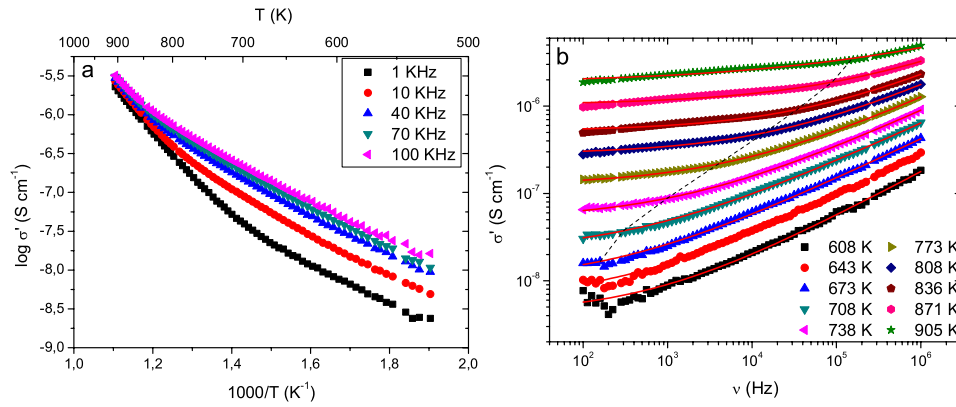 T (K)
1000 900 800 700 600 500
a
1 KHz
10 KHz
40 KHz
70 KHz
100 KHz
-5,5
-6,0
-6,5
-7,0
-7,5
-8,0
-8,5
-9,0
log σ' (S cm⁻¹)
1,0 1,2 1,4 1,6 1,8 2,0
1000/T (K⁻¹)
b
10⁻⁶
10⁻⁷
10⁻⁸
σ' (S cm⁻¹)
608 K 773 K
643 K 808 K
673 K 836 K
708 K 871 K
738 K 905 K
10² 10³ 10⁴ 10⁵ 10⁶
ν (Hz)